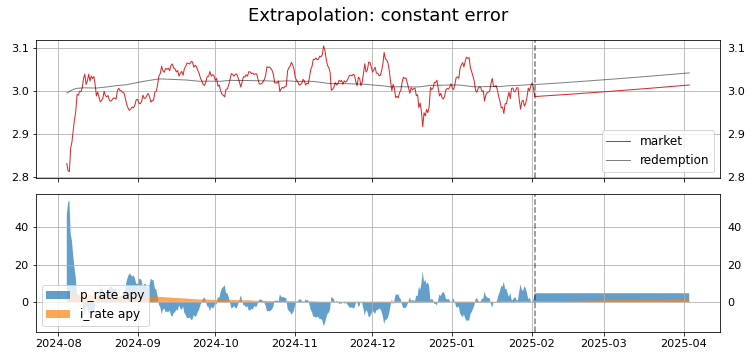 Extrapolation: constant error
3.1 3.1
3.0 3.0
2.9 2.9
2.8 2.8
market
redemption
40 40
20 20
0 0
p_rate apy
i_rate apy
2024-08 2024-09 2024-10 2024-11 2024-12 2025-01 2025-02 2025-03 2025-04